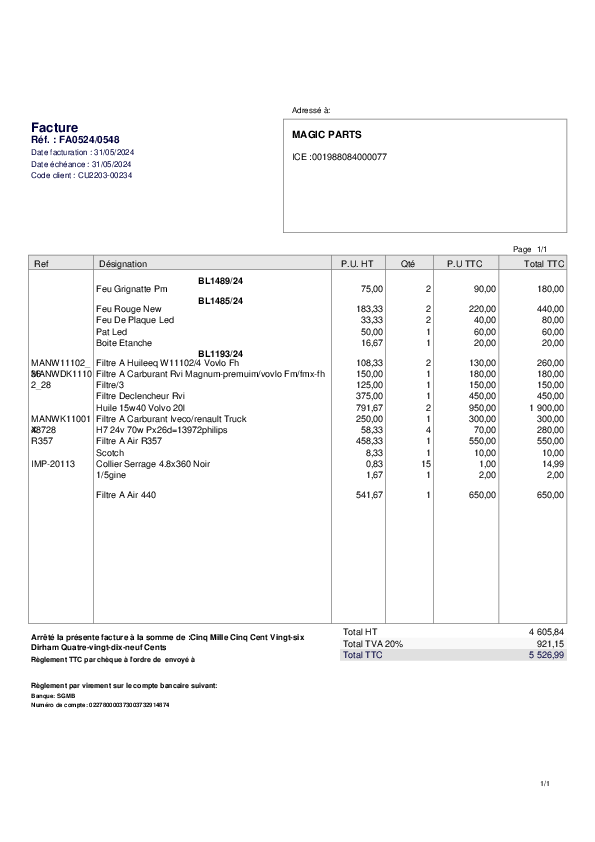 Adressé à:
Facture
Réf. : FA0524/0548
Date facturation : 31/05/2024
Date échéance : 31/05/2024
Code client : CU2203-00234
MAGIC PARTS
ICE :001988084000077
Page 1/1
Ref Désignation P.U. HT Qté P.U TTC Total TTC
BL1489/24
Feu Grignatte Pm 75,00 2 90,00 180,00
BL1485/24
Feu Rouge New 183,33 2 220,00 440,00
Feu De Plaque Led 33,33 2 40,00 80,00
Pat Led 50,00 1 60,00 60,00
Boite Etanche 16,67 1 20,00 20,00
BL1193/24
MANW11102_ Filtre A Huileeq W11102/4 Vovlo Fh 108,33 2 130,00 260,00
MANWDK1110 Filtre A Carburant Rvi Magnum-premuim/vovlo Fm/fmx-fh 150,00 1 180,00 180,00
2_28 Filtre/3 125,00 1 150,00 150,00
Filtre Declencheur Rvi 375,00 1 450,00 450,00
Huile 15w40 Volvo 20l 791,67 2 950,00 1 900,00
MANWK11001 Filtre A Carburant Iveco/renault Truck 250,00 1 300,00 300,00
48728 H7 24v 70w Px26d=13972philips 58,33 4 70,00 280,00
R357 Filtre A Air R357 458,33 1 550,00 550,00
Scotch 8,33 1 10,00 10,00
IMP-20113 Collier Serrage 4.8x360 Noir 0,83 15 1,00 14,99
1/5gine 1,67 1 2,00 2,00
Filtre A Air 440 541,67 1 650,00 650,00
Total HT 4 605,84
Total TVA 20% 921,15
Total TTC 5 526,99
Arrêté la présente facture à la somme de :Cinq Mille Cinq Cent Vingt-six
Dirham Quatre-vingt-dix-neuf Cents
Règlement TTC par chèque à l'ordre de envoyé à
Règlement par virement sur le compte bancaire suivant:
Banque: SGMB
Numéro de compte:
1/1